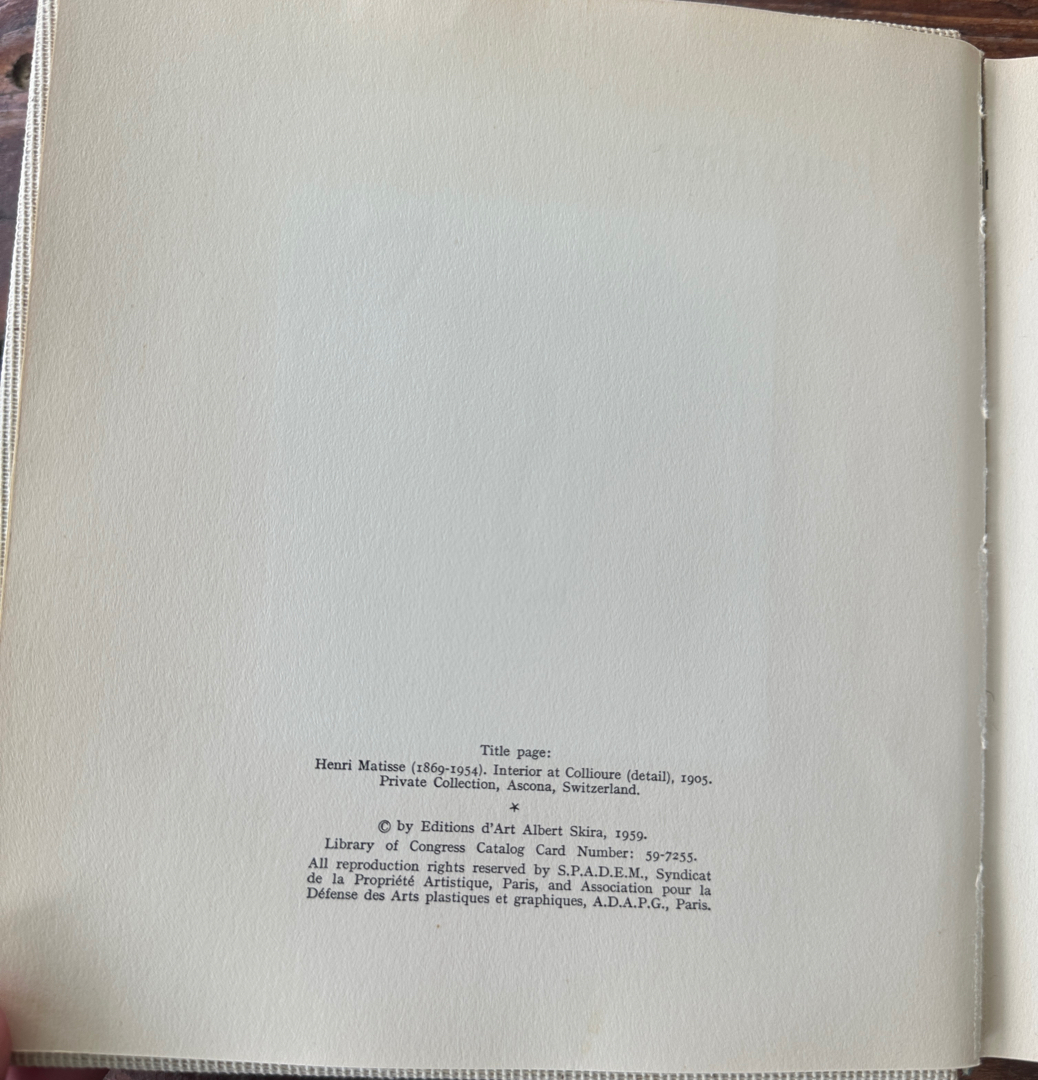 Title page:
Henri Matisse (1869-1954). Interior at Collioure (detail), 1905.
Private Collection, Ascona, Switzerland.
*
© by Editions d'Art Albert Skira, 1959.
Library of Congress Catalog Card Number: 59-7255.
All reproduction rights reserved by S.P.A.D.E.M., Syndicat
de la Propriété Artistique, Paris, and Association pour la
Défense des Arts plastiques et graphiques, A.D.A.P.G., Paris.